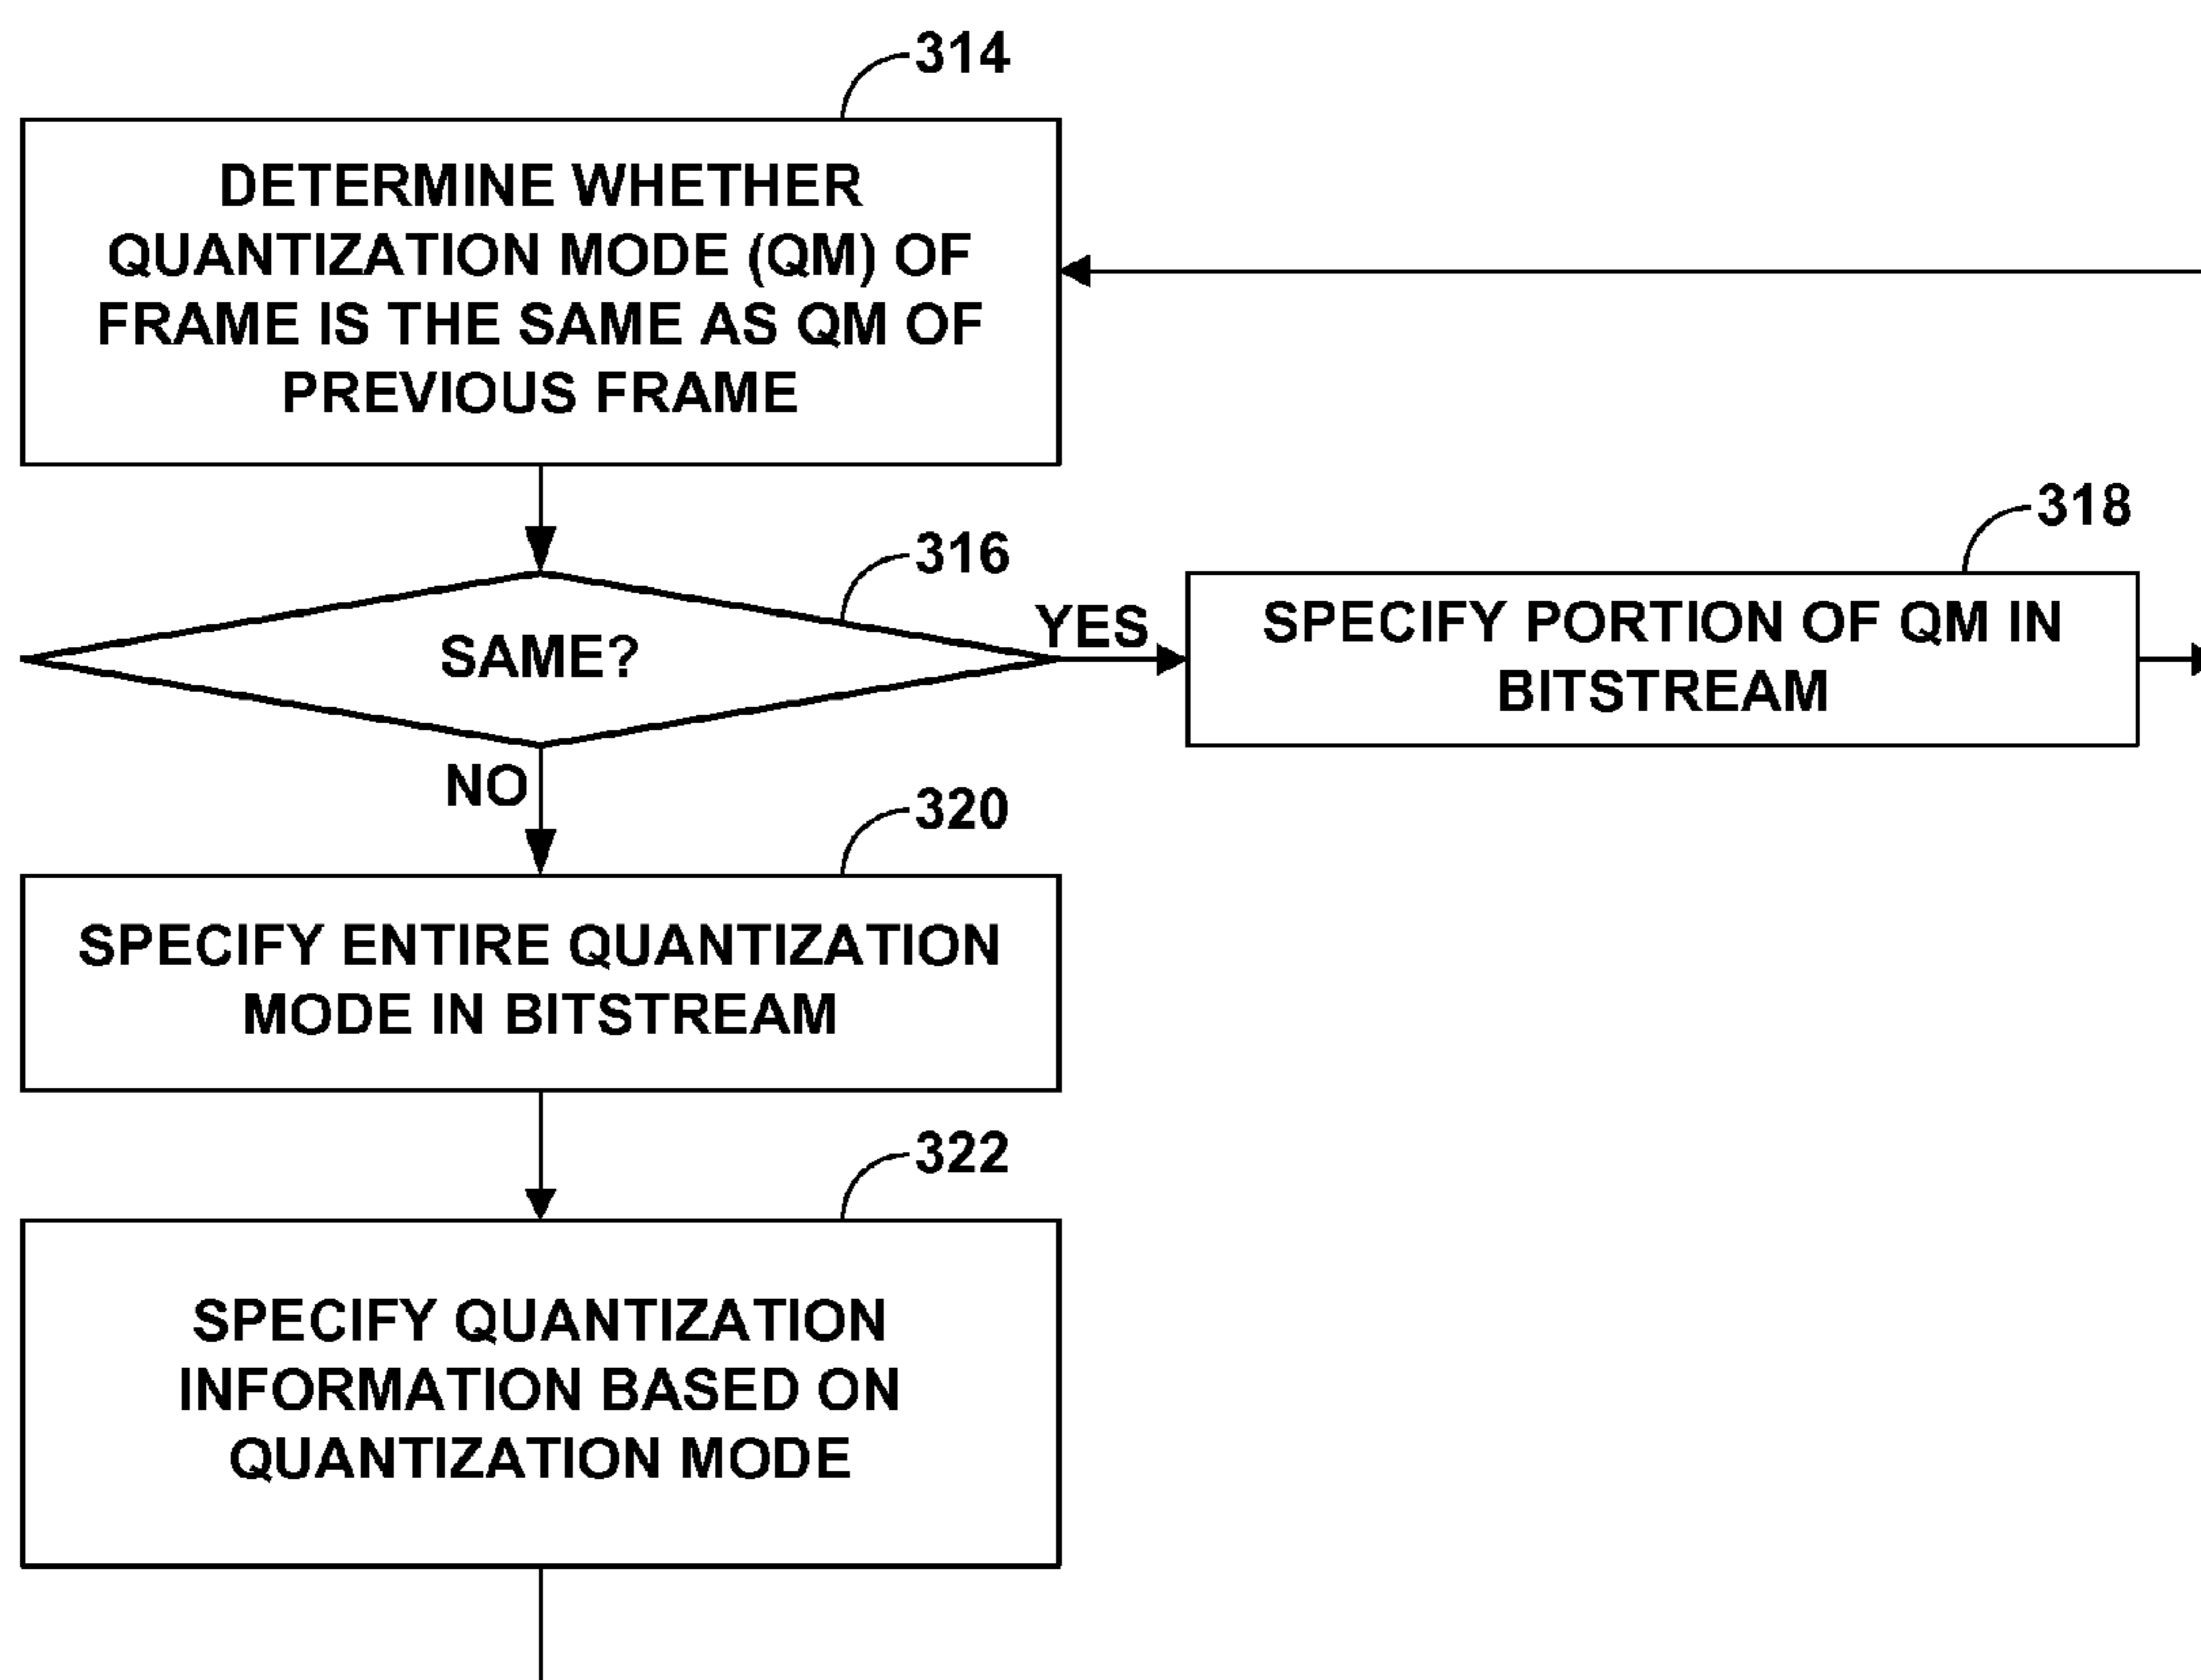 314
DETERMINE WHETHER
QUANTIZATION MODE (QM) OF
FRAME IS THE SAME AS QM OF
PREVIOUS FRAME
316
SAME?
YES
318
SPECIFY PORTION OF QM IN
BITSTREAM
NO
320
SPECIFY ENTIRE QUANTIZATION
MODE IN BITSTREAM
322
SPECIFY QUANTIZATION
INFORMATION BASED ON
QUANTIZATION MODE